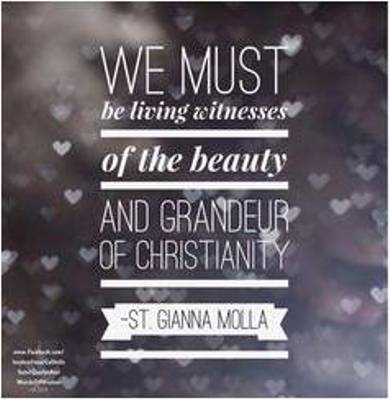 WE MUST
be living witnesses
of the beauty
AND GRANDEUR
OF CHRISTIANITY
-ST. GIANNA MOLLA